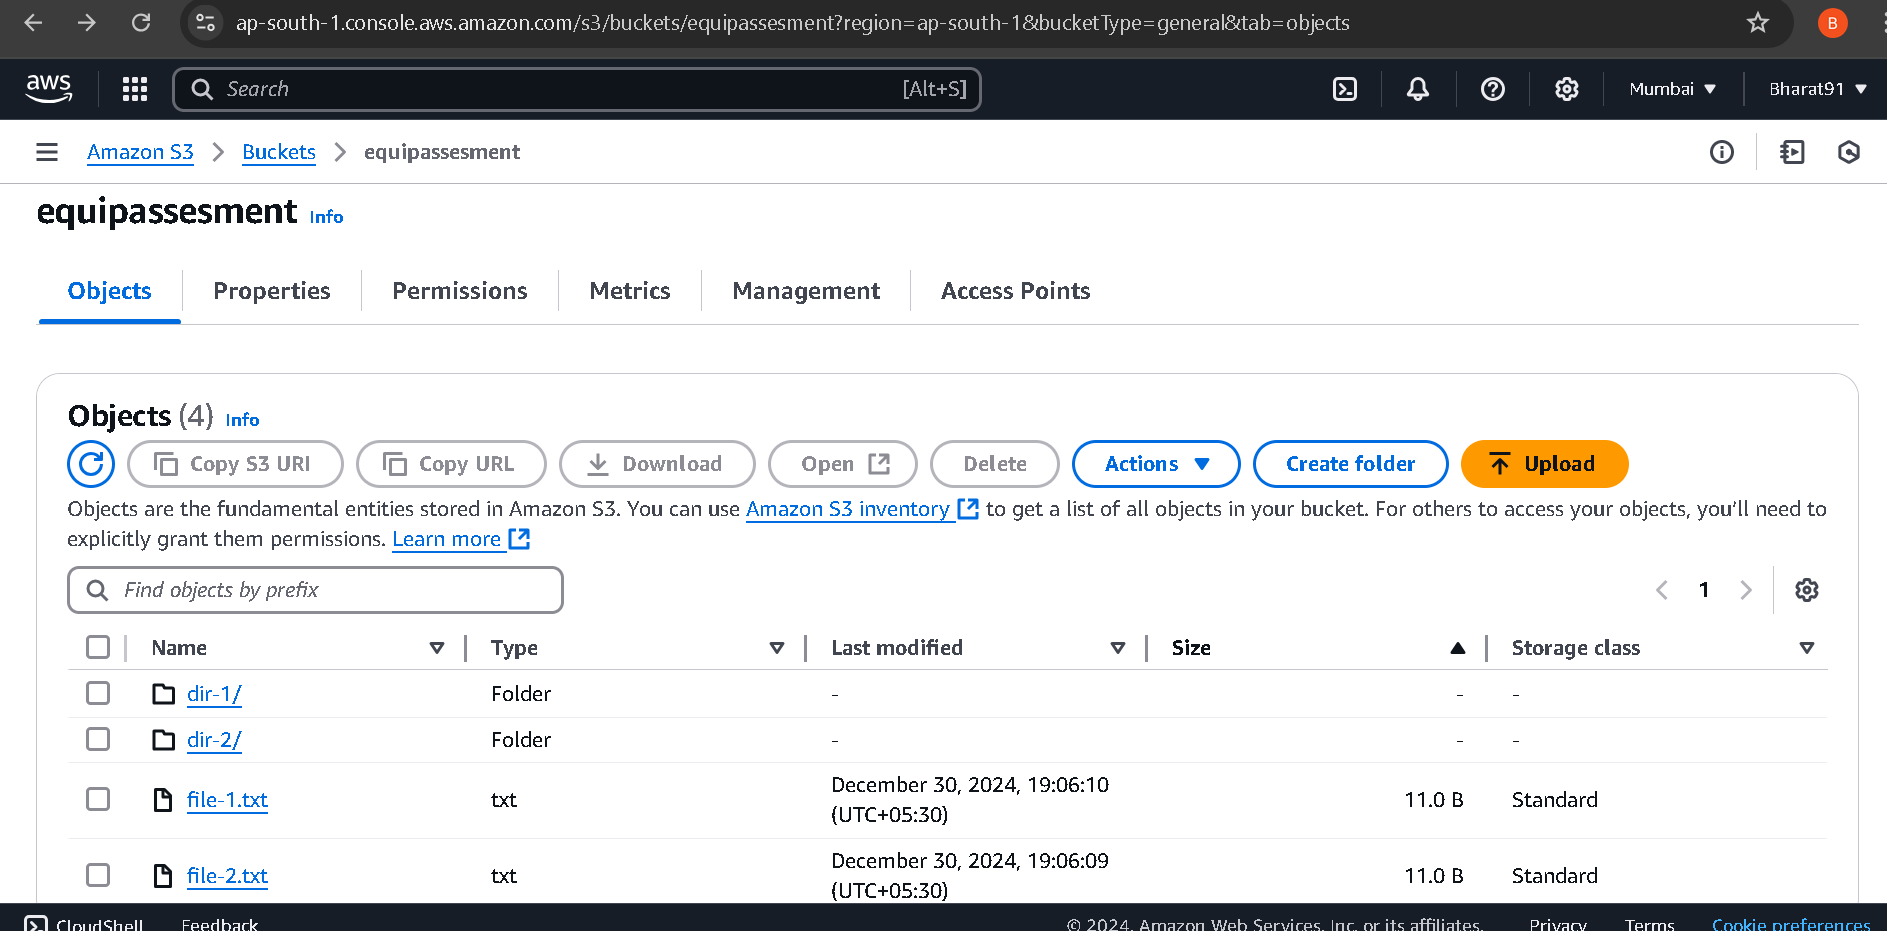 ap-south-1.console.aws.amazon.com/s3/buckets/equipassesment?region=ap-south-1&bucketType=general&tab=objects
B
aws
Search [Alt+S]
Mumbai
Bharat91
Amazon S3 > Buckets > equipassesment
equipassesment Info
Objects
Properties
Permissions
Metrics
Management
Access Points
Objects (4) Info
Copy S3 URI
Copy URL
Download
Open
Delete
Actions
Create folder
Upload
Objects are the fundamental entities stored in Amazon S3. You can use Amazon S3 inventory to get a list of all objects in your bucket. For others to access your objects, you'll need to
explicitly grant them permissions. Learn more
Find objects by prefix
1
Name Type Last modified Size Storage class
dir-1/ Folder - - -
dir-2/ Folder - - -
file-1.txt txt December 30, 2024, 19:06:10 (UTC+05:30) 11.0 B Standard
file-2.txt txt December 30, 2024, 19:06:09 (UTC+05:30) 11.0 B Standard
CloudShell Feedback © 2024, Amazon Web Services, Inc. or its affiliates. Privacy Terms Cookie preferences